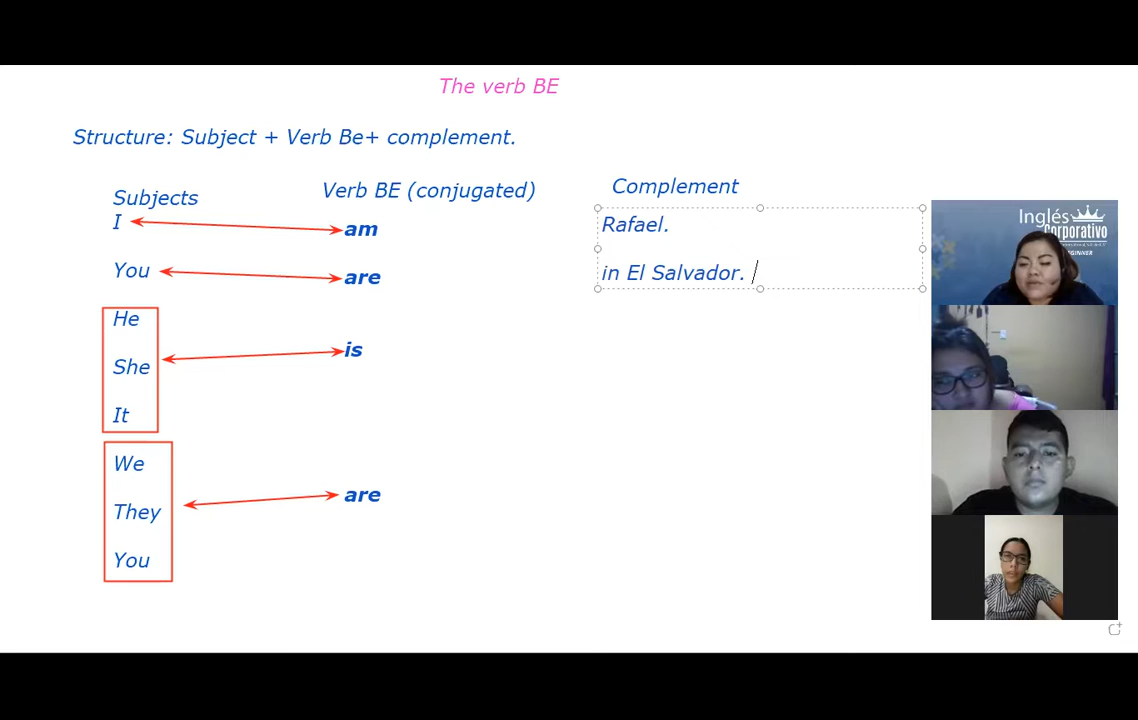 The verb BE
Structure: Subject + Verb Be+ complement.
Subjects
Verb BE (conjugated)
Complement
I
am
Rafael.
You
are
in El Salvador.
He
She
is
It
We
They
are
You
Inglés
Corporativo